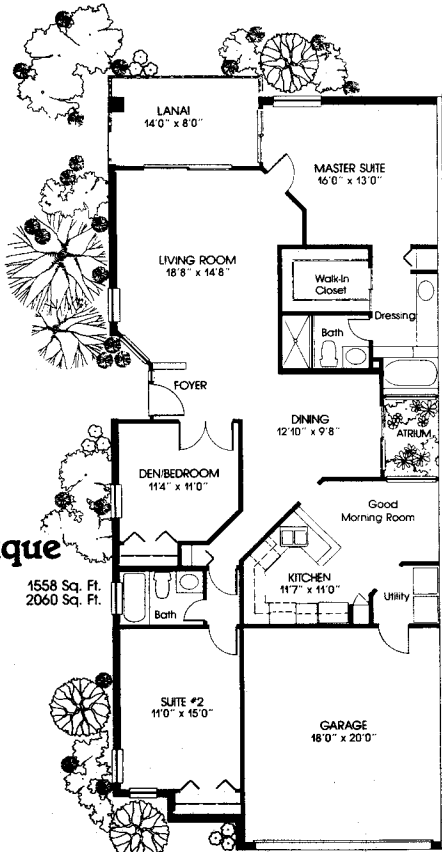 LANAI
14'0" x 8'0"
MASTER SUITE
16'0" x 13'0"
LIVING ROOM
18'8" x 14'8"
Walk-In
Closet
Dressing
Bath
FOYER
DINING
12'10" x 9'8"
ATRIUM
DEN/BEDROOM
11'4" x 11'0"
Good
Morning Room
que
1558 Sq. Ft.
2060 Sq. Ft.
KITCHEN
11'7" x 11'0"
Utility
Bath
SUITE #2
11'0" x 15'0"
GARAGE
18'0" x 20'0"